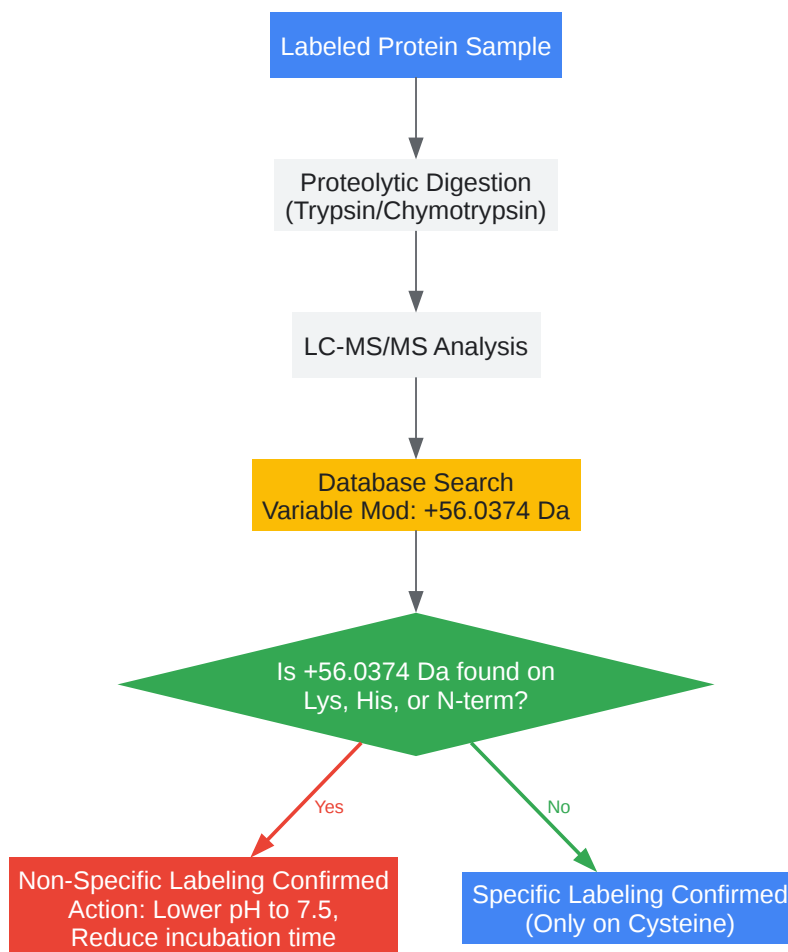 Labeled Protein Sample
Proteolytic Digestion
(Trypsin/Chymotrypsin)
LC-MS/MS Analysis
Database Search
Variable Mod: +56.0374 Da
Is +56.0374 Da found on
Lys, His, or N-term?
Yes
No
Non-Specific Labeling Confirmed
Action: Lower pH to 7.5,
Reduce incubation time
Specific Labeling Confirmed
(Only on Cysteine)